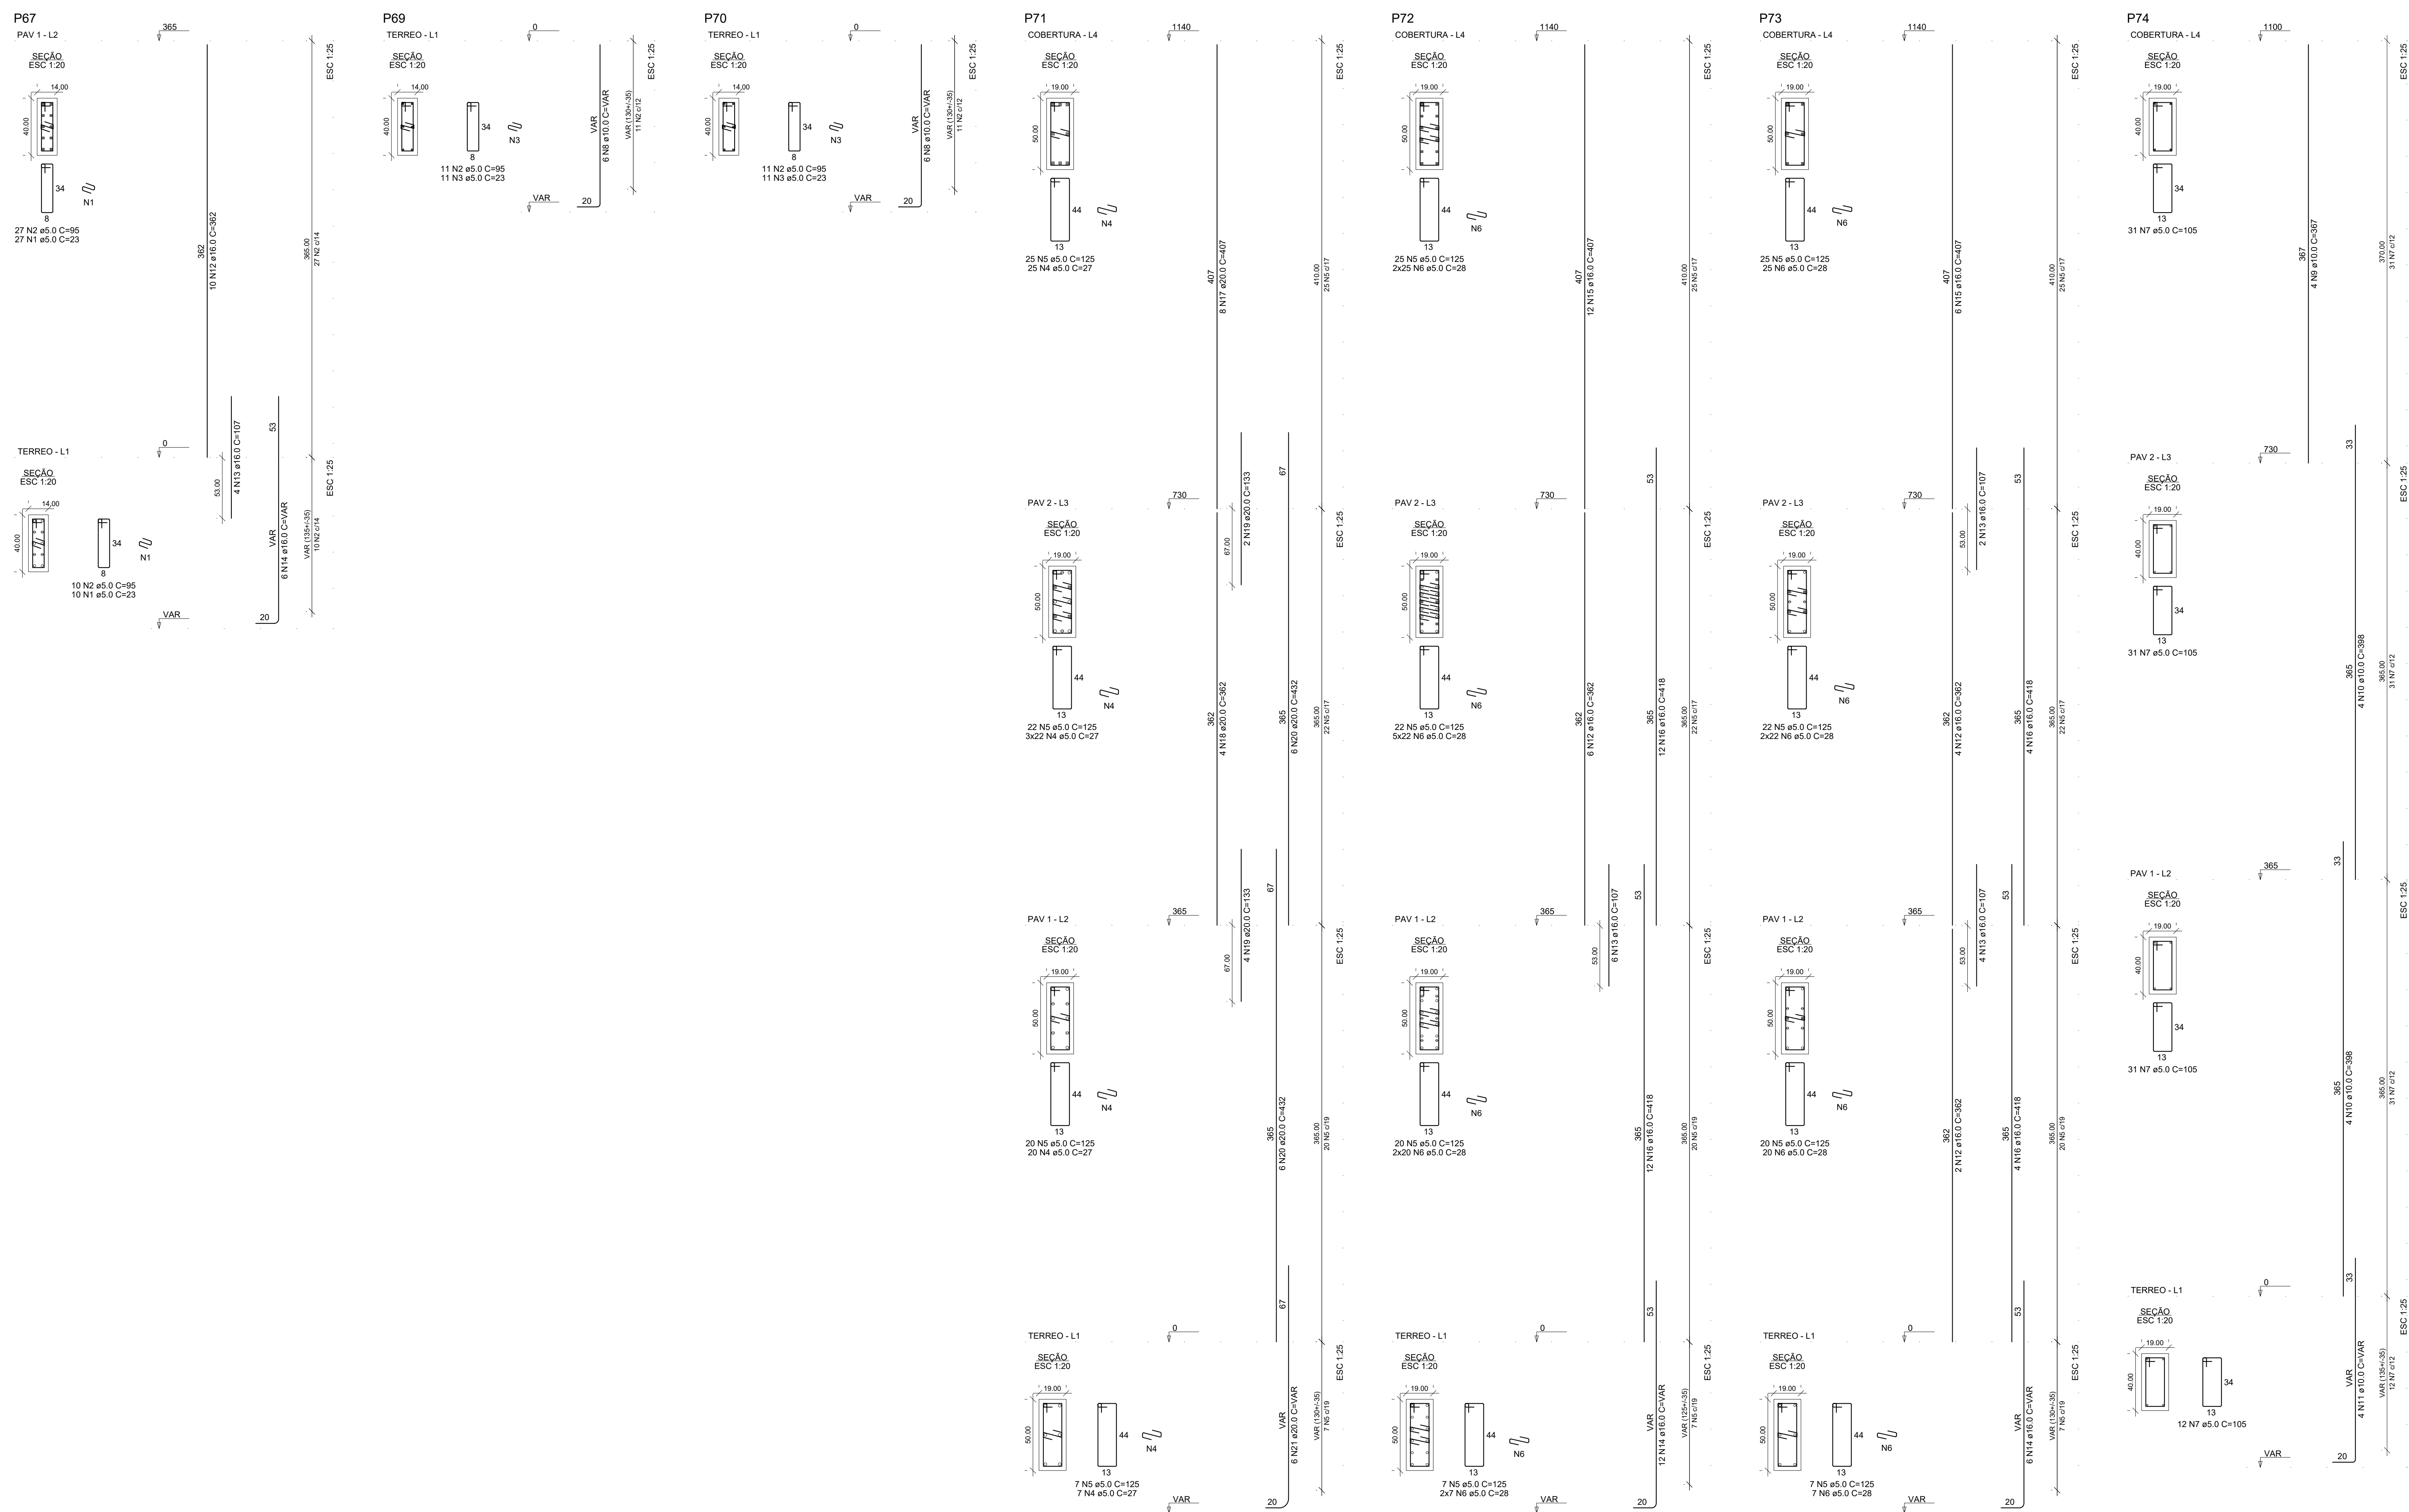 P67
PAV 1 - L2
365
SEÇÃO
ESC 1:20
ESC 1:25
14.00
40.00
34
8
N1
27 N2 ø5.0 C=95
27 N1 ø5.0 C=23
362
10 N12 ø16.0 C=362
365.00
27 N2 c/14
TERREO - L1
0
SEÇÃO
ESC 1:20
ESC 1:25
14.00
40.00
34
8
N1
10 N2 ø5.0 C=95
10 N1 ø5.0 C=23
53.00
4 N13 ø16.0 C=107
53
VAR
6 N14 ø16.0 C=VAR
20
VAR (135+/-35)
10 N2 c/14
VAR
P69
TERREO - L1
0
SEÇÃO
ESC 1:20
ESC 1:25
14.00
40.00
34
8
N3
11 N2 ø5.0 C=95
11 N3 ø5.0 C=23
VAR
6 N8 ø10.0 C=VAR
20
VAR (130+/-35)
11 N2 c/12
VAR
P70
TERREO - L1
0
SEÇÃO
ESC 1:20
ESC 1:25
14.00
40.00
34
8
N3
11 N2 ø5.0 C=95
11 N3 ø5.0 C=23
VAR
6 N8 ø10.0 C=VAR
20
VAR (130+/-35)
11 N2 c/12
VAR
P71
COBERTURA - L4
1140
SEÇÃO
ESC 1:20
ESC 1:25
19.00
50.00
44
13
N4
25 N5 ø5.0 C=125
25 N4 ø5.0 C=27
407
8 N17 ø20.0 C=407
410.00
25 N5 c/17
PAV 2 - L3
730
SEÇÃO
ESC 1:20
ESC 1:25
19.00
50.00
44
13
N4
22 N5 ø5.0 C=125
3x22 N4 ø5.0 C=27
67.00
2 N19 ø20.0 C=133
67
362
4 N18 ø20.0 C=362
365
6 N20 ø20.0 C=432
365.00
22 N5 c/17
PAV 1 - L2
365
SEÇÃO
ESC 1:20
ESC 1:25
19.00
50.00
44
13
N4
20 N5 ø5.0 C=125
20 N4 ø5.0 C=27
67.00
4 N19 ø20.0 C=133
67
365
6 N20 ø20.0 C=432
365.00
20 N5 c/19
TERREO - L1
0
SEÇÃO
ESC 1:20
ESC 1:25
19.00
50.00
44
13
N4
7 N5 ø5.0 C=125
7 N4 ø5.0 C=27
67
VAR
6 N21 ø20.0 C=VAR
20
VAR (130+/-35)
7 N5 c/19
VAR
P72
COBERTURA - L4
1140
SEÇÃO
ESC 1:20
ESC 1:25
19.00
50.00
44
13
N6
25 N5 ø5.0 C=125
2x25 N6 ø5.0 C=28
407
12 N15 ø16.0 C=407
410.00
25 N5 c/17
PAV 2 - L3
730
SEÇÃO
ESC 1:20
ESC 1:25
19.00
50.00
44
13
N6
22 N5 ø5.0 C=125
5x22 N6 ø5.0 C=28
53
362
6 N12 ø16.0 C=362
365
12 N16 ø16.0 C=418
365.00
22 N5 c/17
PAV 1 - L2
365
SEÇÃO
ESC 1:20
ESC 1:25
19.00
50.00
44
13
N6
20 N5 ø5.0 C=125
2x20 N6 ø5.0 C=28
53.00
6 N13 ø16.0 C=107
53
365
12 N16 ø16.0 C=418
365.00
20 N5 c/19
TERREO - L1
0
SEÇÃO
ESC 1:20
ESC 1:25
19.00
50.00
44
13
N6
7 N5 ø5.0 C=125
2x7 N6 ø5.0 C=28
53
VAR
12 N14 ø16.0 C=VAR
20
VAR (125+/-35)
7 N5 c/19
VAR
P73
COBERTURA - L4
1140
SEÇÃO
ESC 1:20
ESC 1:25
19.00
50.00
44
13
N6
25 N5 ø5.0 C=125
25 N6 ø5.0 C=28
407
6 N15 ø16.0 C=407
410.00
25 N5 c/17
PAV 2 - L3
730
SEÇÃO
ESC 1:20
ESC 1:25
19.00
50.00
44
13
N6
22 N5 ø5.0 C=125
2x22 N6 ø5.0 C=28
53.00
2 N13 ø16.0 C=107
53
362
4 N12 ø16.0 C=362
365
4 N16 ø16.0 C=418
365.00
22 N5 c/17
PAV 1 - L2
365
SEÇÃO
ESC 1:20
ESC 1:25
19.00
50.00
44
13
N6
20 N5 ø5.0 C=125
20 N6 ø5.0 C=28
53.00
4 N13 ø16.0 C=107
53
362
2 N12 ø16.0 C=362
365
4 N16 ø16.0 C=418
365.00
20 N5 c/19
TERREO - L1
0
SEÇÃO
ESC 1:20
ESC 1:25
19.00
50.00
44
13
N6
7 N5 ø5.0 C=125
7 N6 ø5.0 C=28
53
VAR
6 N14 ø16.0 C=VAR
20
VAR (130+/-35)
7 N5 c/19
VAR
P74
COBERTURA - L4
1100
SEÇÃO
ESC 1:20
ESC 1:25
19.00
40.00
34
13
31 N7 ø5.0 C=105
367
4 N9 ø10.0 C=367
370.00
31 N7 c/12
PAV 2 - L3
730
SEÇÃO
ESC 1:20
ESC 1:25
19.00
40.00
34
13
31 N7 ø5.0 C=105
33
365
4 N10 ø10.0 C=398
365.00
31 N7 c/12
PAV 1 - L2
365
SEÇÃO
ESC 1:20
ESC 1:25
19.00
40.00
34
13
31 N7 ø5.0 C=105
33
365
4 N10 ø10.0 C=398
365.00
31 N7 c/12
TERREO - L1
0
SEÇÃO
ESC 1:20
ESC 1:25
19.00
40.00
34
13
12 N7 ø5.0 C=105
33
VAR
4 N11 ø10.0 C=VAR
20
VAR (135+/-35)
12 N7 c/12
VAR